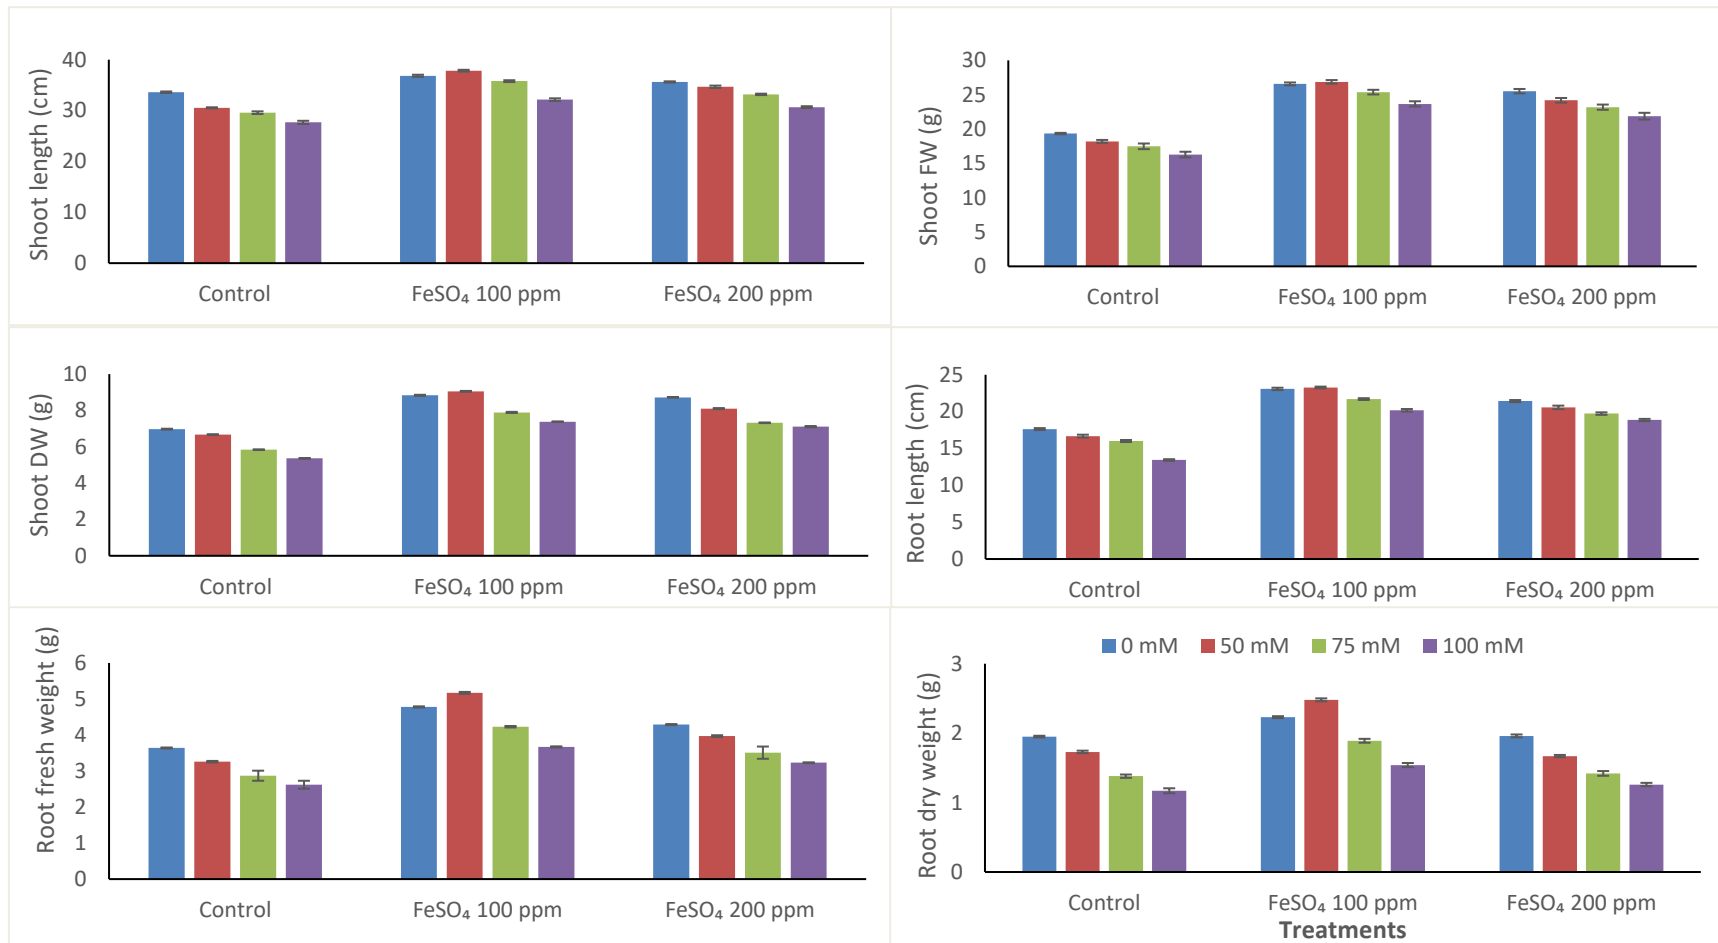 Shoot length (cm)
40
30
20
10
0
Control
FeSO₄ 100 ppm
FeSO₄ 200 ppm
Shoot FW (g)
30
25
20
15
10
5
0
Control
FeSO₄ 100 ppm
FeSO₄ 200 ppm
Shoot DW (g)
10
8
6
4
2
0
Control
FeSO₄ 100 ppm
FeSO₄ 200 ppm
Root length (cm)
25
20
15
10
5
0
Control
FeSO₄ 100 ppm
FeSO₄ 200 ppm
Root fresh weight (g)
6
5
4
3
2
1
0
Control
FeSO₄ 100 ppm
FeSO₄ 200 ppm
0 mM 50 mM 75 mM 100 mM
Root dry weight (g)
3
2
1
0
Control
FeSO₄ 100 ppm
FeSO₄ 200 ppm
Treatments